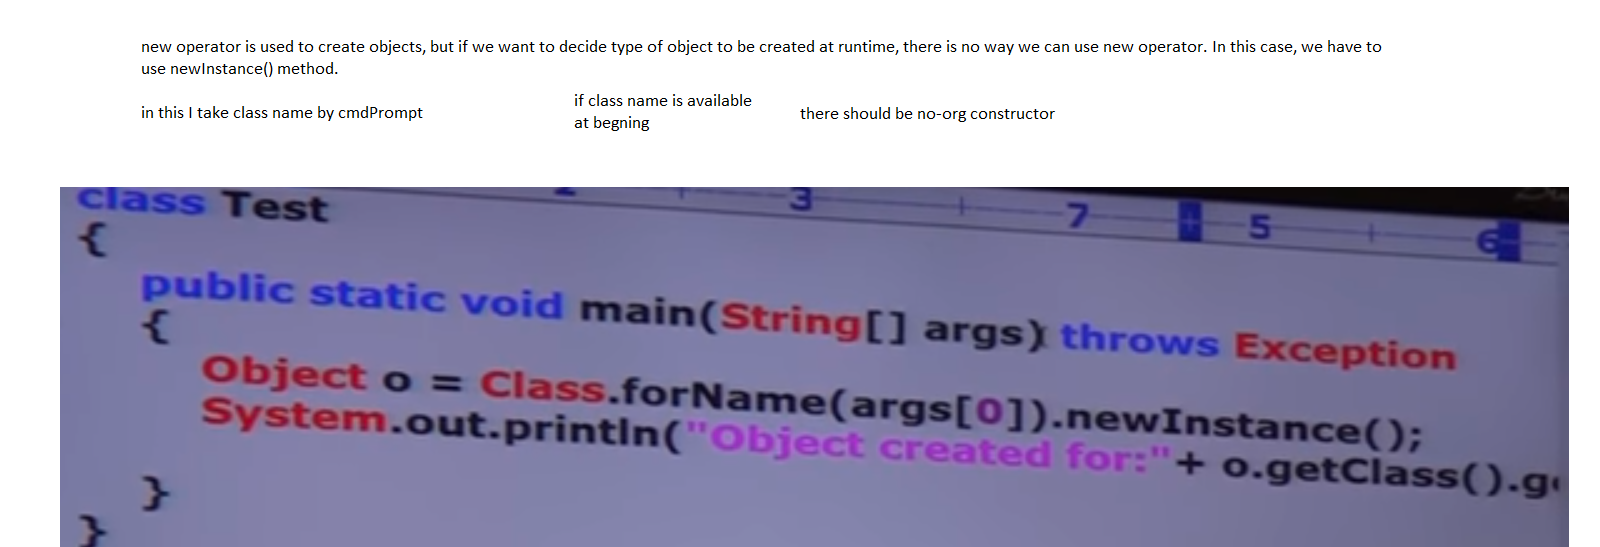 new operator is used to create objects, but if we want to decide type of object to be created at runtime, there is no way we can use new operator. In this case, we have to
use newInstance() method.
in this I take class name by cmdPrompt
if class name is available
at begning
there should be no-org constructor
class Test
2 3 7 5 6
{
public static void main(String[] args) throws Exception
{
Object o = Class.forName(args[0]).newInstance();
System.out.println("Object created for:"+ o.getClass().g
}
}